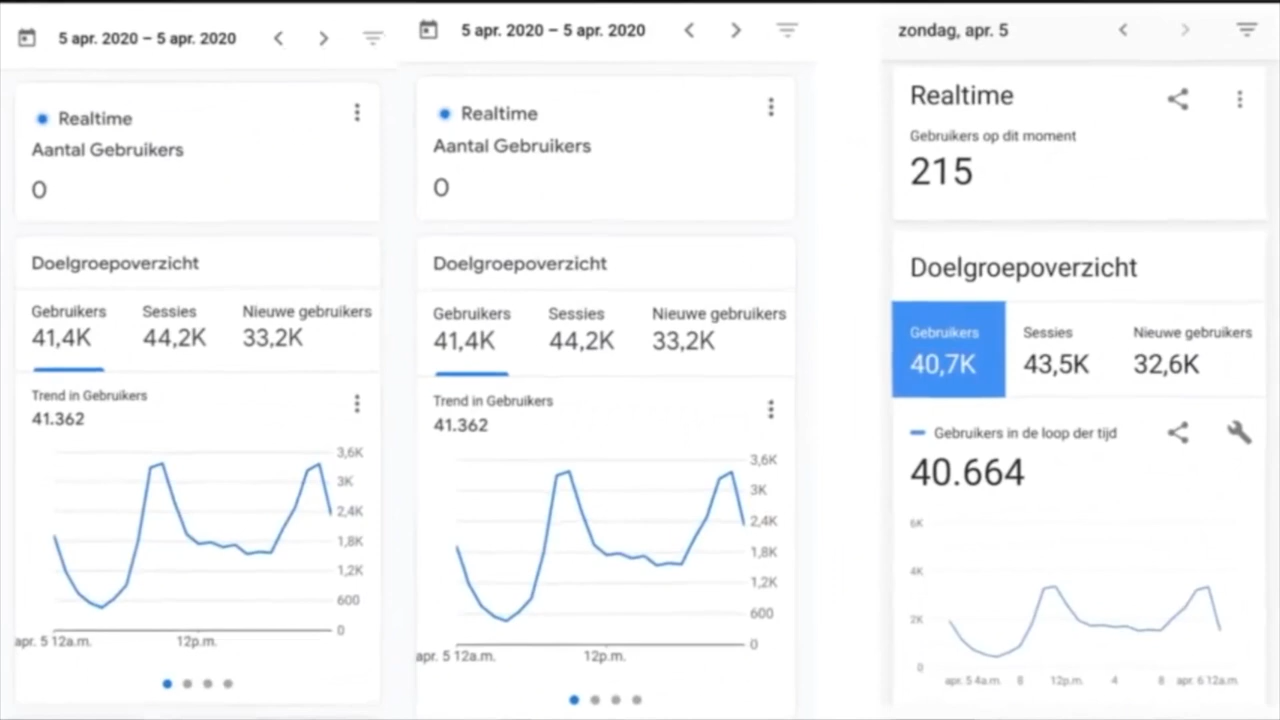 5 apr. 2020 – 5 apr. 2020
Realtime
Aantal Gebruikers
0
Doelgroepoverzicht
Gebruikers Sessies Nieuwe gebruikers
41,4K 44,2K 33,2K
Trend in Gebruikers
41.362
3,6K
3K
2,4K
1,8K
1,2K
600
0
apr. 5 12a.m. 12p.m.
5 apr. 2020 – 5 apr. 2020
Realtime
Aantal Gebruikers
0
Doelgroepoverzicht
Gebruikers Sessies Nieuwe gebruikers
41,4K 44,2K 33,2K
Trend in Gebruikers
41.362
3,6K
3K
2,4K
1,8K
1,2K
600
0
apr. 5 12a.m. 12p.m.
zondag, apr. 5
Realtime
Gebruikers op dit moment
215
Doelgroepoverzicht
Gebruikers Sessies Nieuwe gebruikers
40,7K 43,5K 32,6K
Gebruikers in de loop der tijd
40.664
6K
4K
2K
0
apr. 5 4a.m. 8 12p.m. 4 8 apr. 6 12a.m.